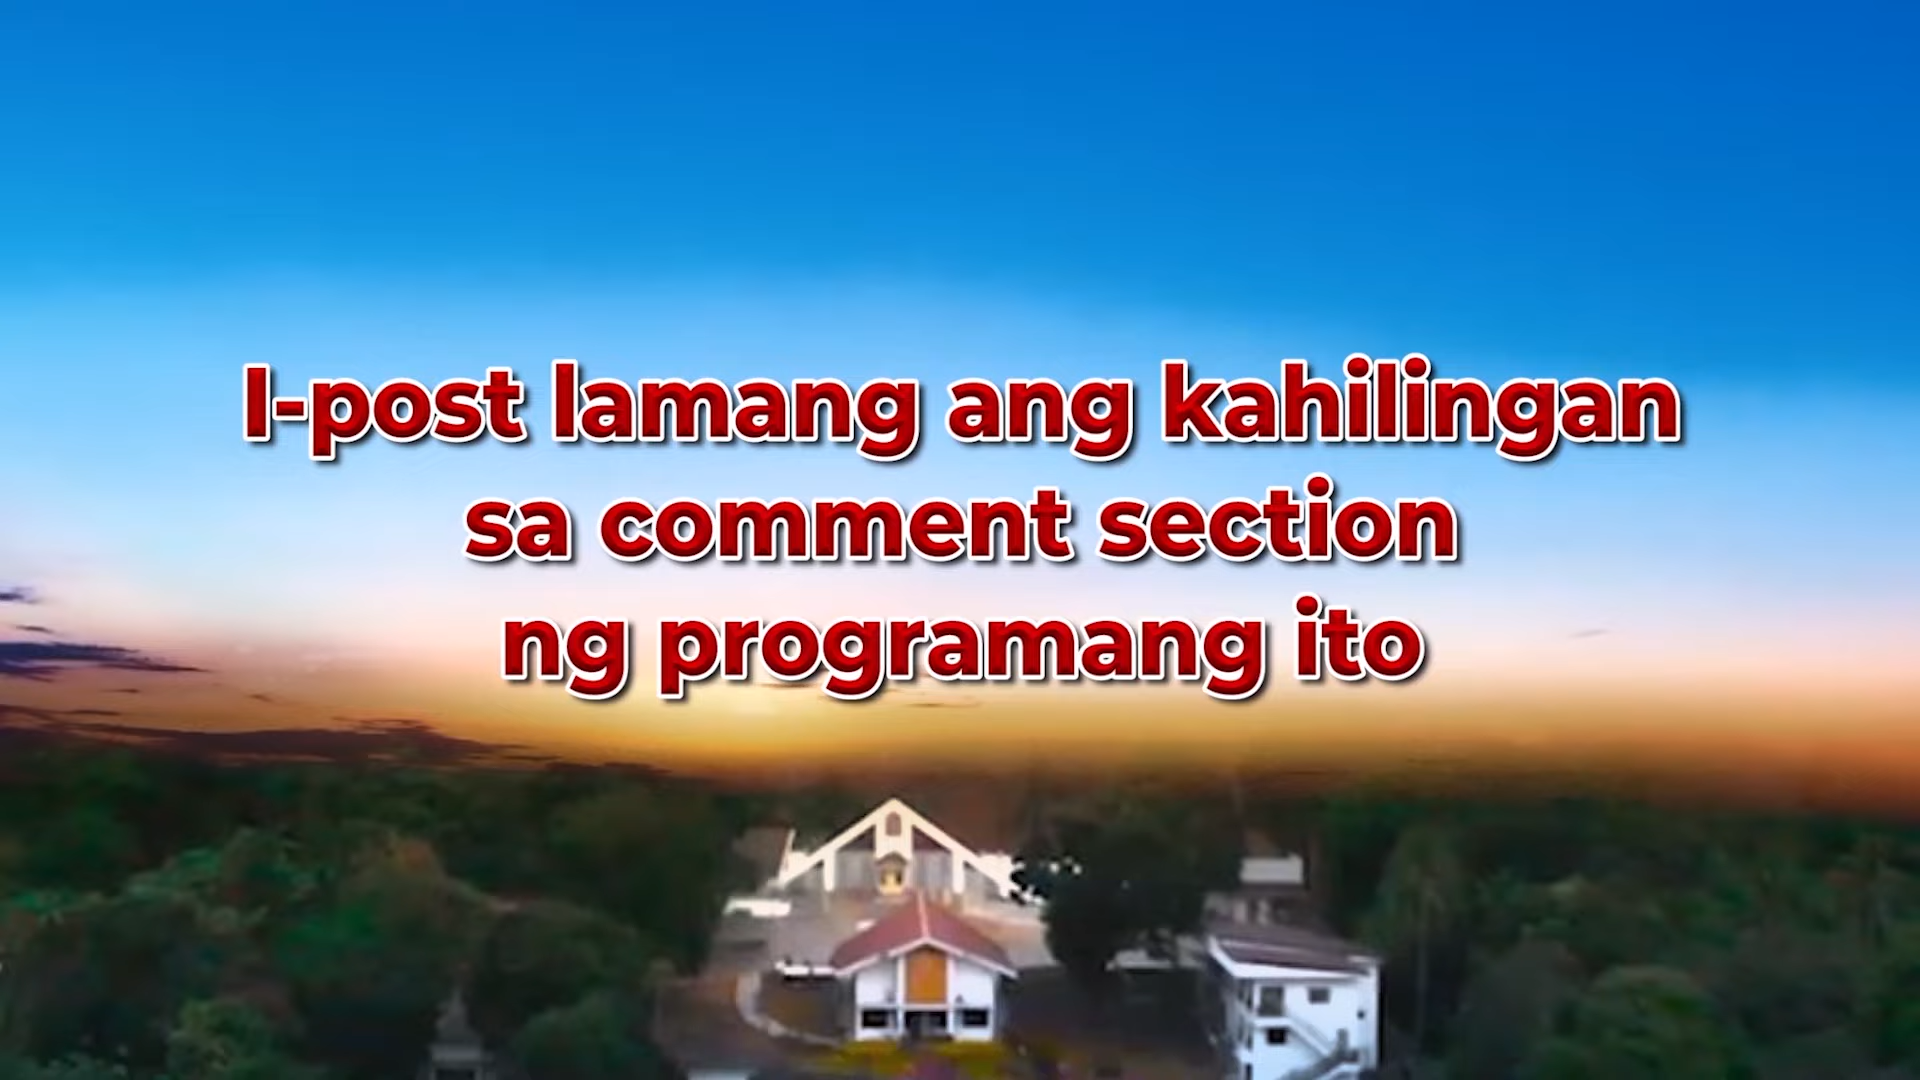 I-post lamang ang kahilingan
sa comment section
ng programang ito